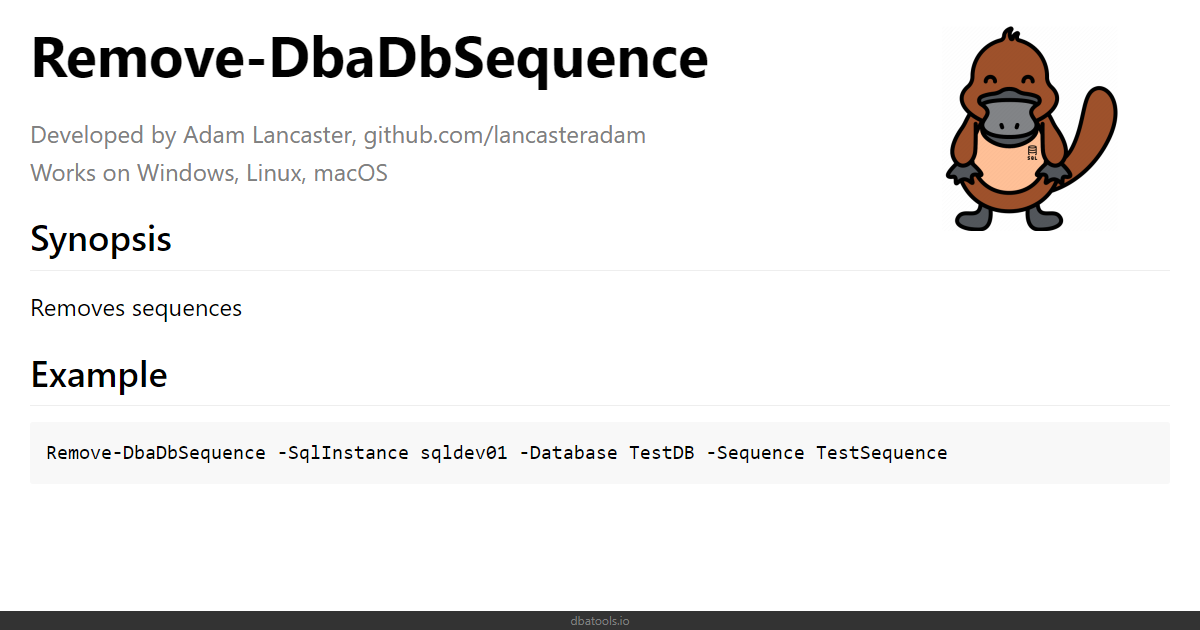 Remove-DbaDbSequence
Developed by Adam Lancaster, github.com/lancasteradam
Works on Windows, Linux, macOS
SQL
Synopsis
Removes sequences
Example
Remove-DbaDbSequence -SqlInstance sqldev01 -Database TestDB -Sequence TestSequence
dbatools.io